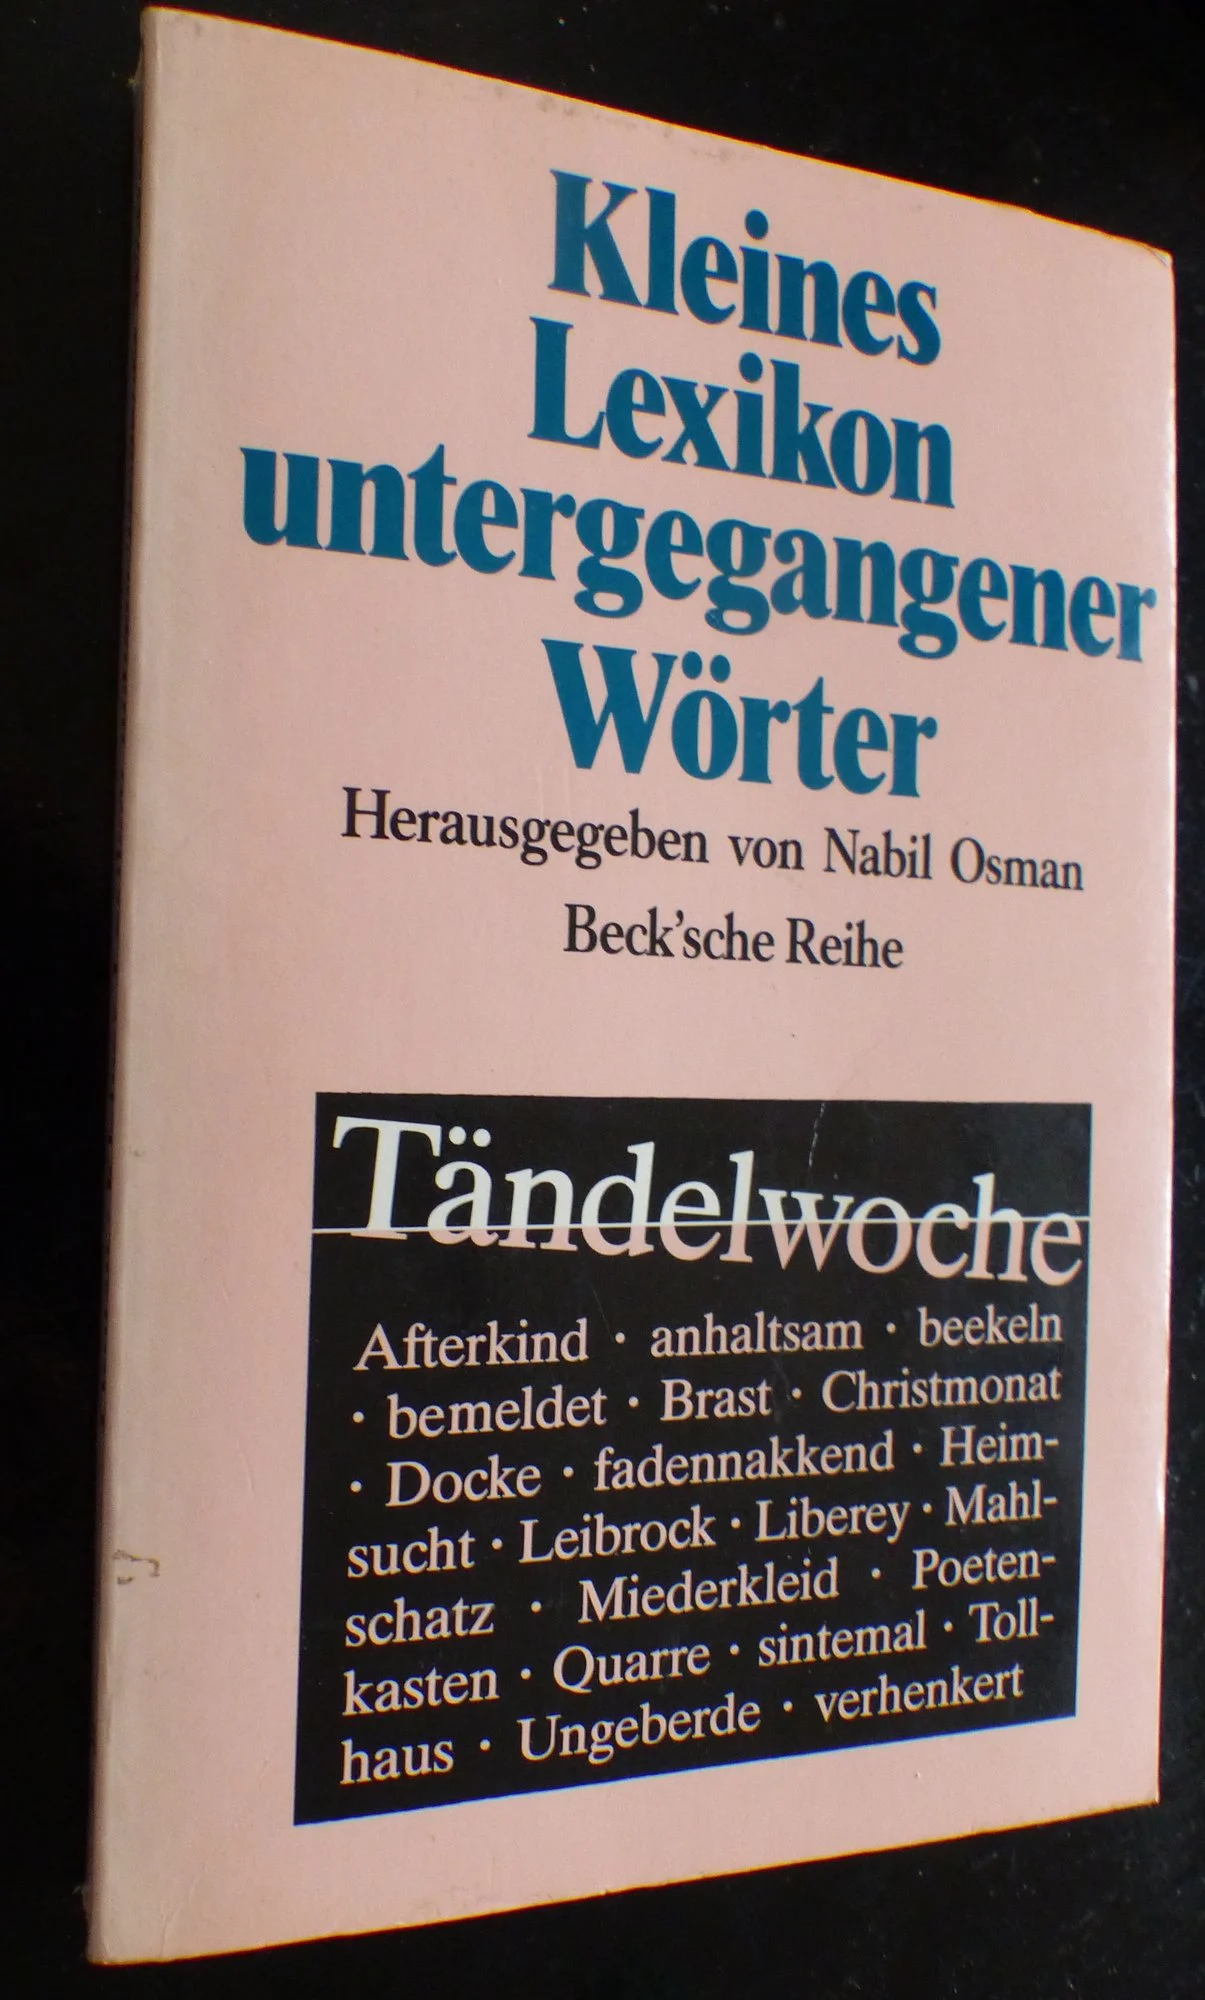 Kleines
Lexikon
untergegangener
Wörter
Herausgegeben von Nabil Osman
Beck'sche Reihe
Tändelwoche
Afterkind · anhaltsam · beekeln
· bemeldet · Brast · Christmonat
· Docke · fadennakkend · Heim-
sucht · Leibrock · Liberey · Mahl-
schatz · Miederkleid · Poeten-
kasten · Quarre · sintemal · Toll-
haus · Ungeberde · verhenkert